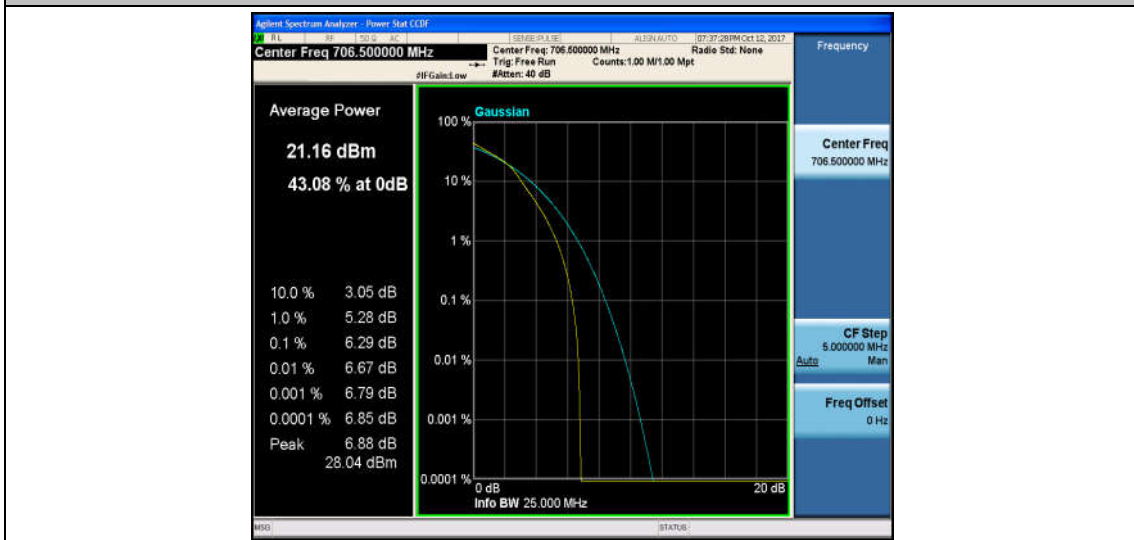 Agilent Spectrum Analyzer - Power Stat CCDF
RL RF 50 Ω AC SENSE:PULSE ALIGN AUTO 07:37:28 PM Oct 12, 2017
Center Freq 706.500000 MHz
Center Freq: 706.500000 MHz Radio Std: None
Trig: Free Run Counts:1.00 M/1.00 Mpt
#IFGain:Low #Atten: 40 dB
Frequency
Average Power
21.16 dBm
43.08 % at 0dB
10.0 % 3.05 dB
1.0 % 5.28 dB
0.1 % 6.29 dB
0.01 % 6.67 dB
0.001 % 6.79 dB
0.0001 % 6.85 dB
Peak 6.88 dB
28.04 dBm
Gaussian
100 %
10 %
1 %
0.1 %
0.01 %
0.001 %
0.0001 %
0 dB 20 dB
Info BW 25.000 MHz
Center Freq
706.500000 MHz
CF Step
5.000000 MHz
Auto Man
Freq Offset
0 Hz
MSG STATUS